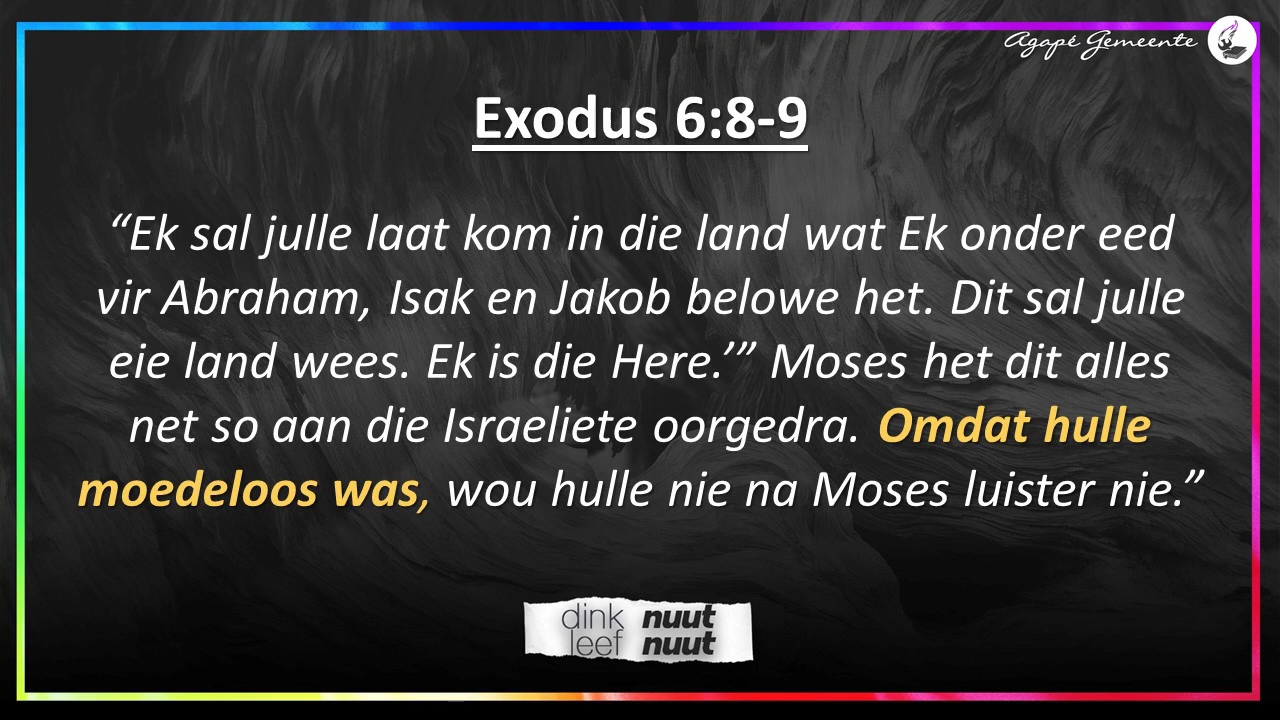 Agapé Gemeente
Exodus 6:8-9
“Ek sal julle laat kom in die land wat Ek onder eed
vir Abraham, Isak en Jakob belowe het. Dit sal julle
eie land wees. Ek is die Here.’” Moses het dit alles
net so aan die Israeliete oorgedra. Omdat hulle
moedeloos was, wou hulle nie na Moses luister nie.”
dink nuut
leef nuut